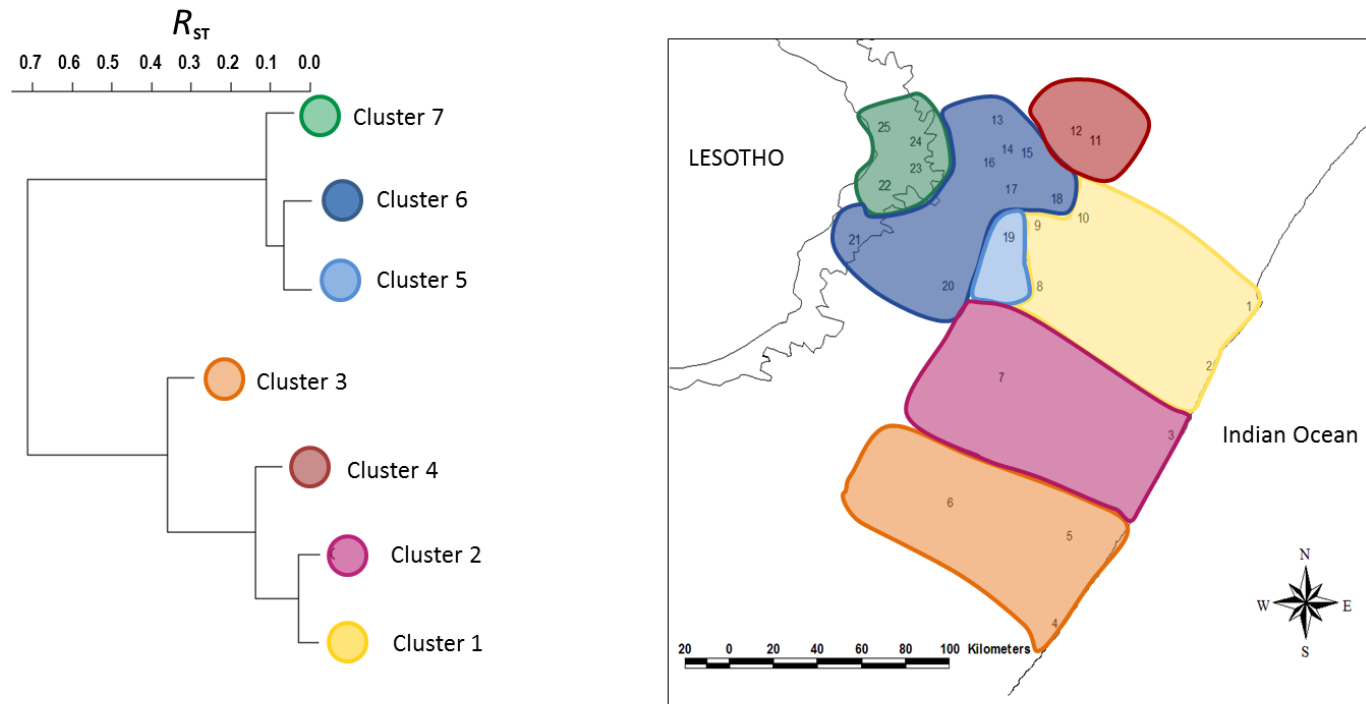 R_ST
0.7 0.6 0.5 0.4 0.3 0.2 0.1 0.0
Cluster 7
Cluster 6
Cluster 5
Cluster 3
Cluster 4
Cluster 2
Cluster 1
LESOTHO
25
24
23
22
13
14
15
16
17
18
12
11
21
20
19
9
10
8
1
2
7
3
Indian Ocean
6
5
4
N
W E
S
20 0 20 40 60 80 100 Kilometers